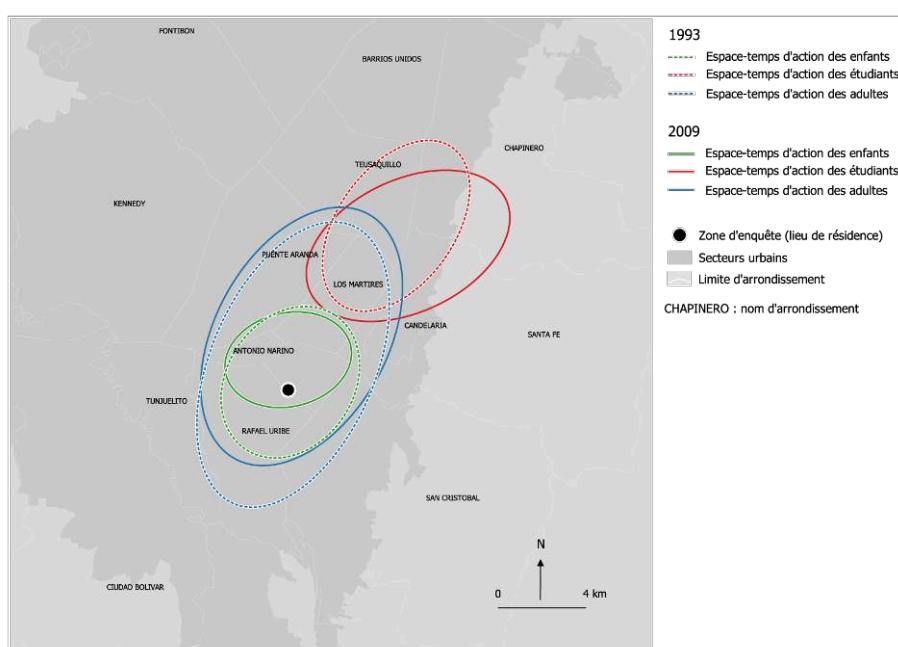 FONTIBON
BARRIOS UNIDOS
CHAPINERO
TEUSAQUILLO
KENNEDY
PUENTE ARANDA
LOS MARTIRES
CANDELARIA
SANTA FE
ANTONIO NARINO
TUNJUELITO
RAFAEL URIBE
SAN CRISTOBAL
CIUDAD BOLIVAR
N
0 4 km
1993
Espace-temps d'action des enfants
Espace-temps d'action des étudiants
Espace-temps d'action des adultes
2009
Espace-temps d'action des enfants
Espace-temps d'action des étudiants
Espace-temps d'action des adultes
Zone d'enquête (lieu de résidence)
Secteurs urbains
Limite d'arrondissement
CHAPINERO : nom d'arrondissement